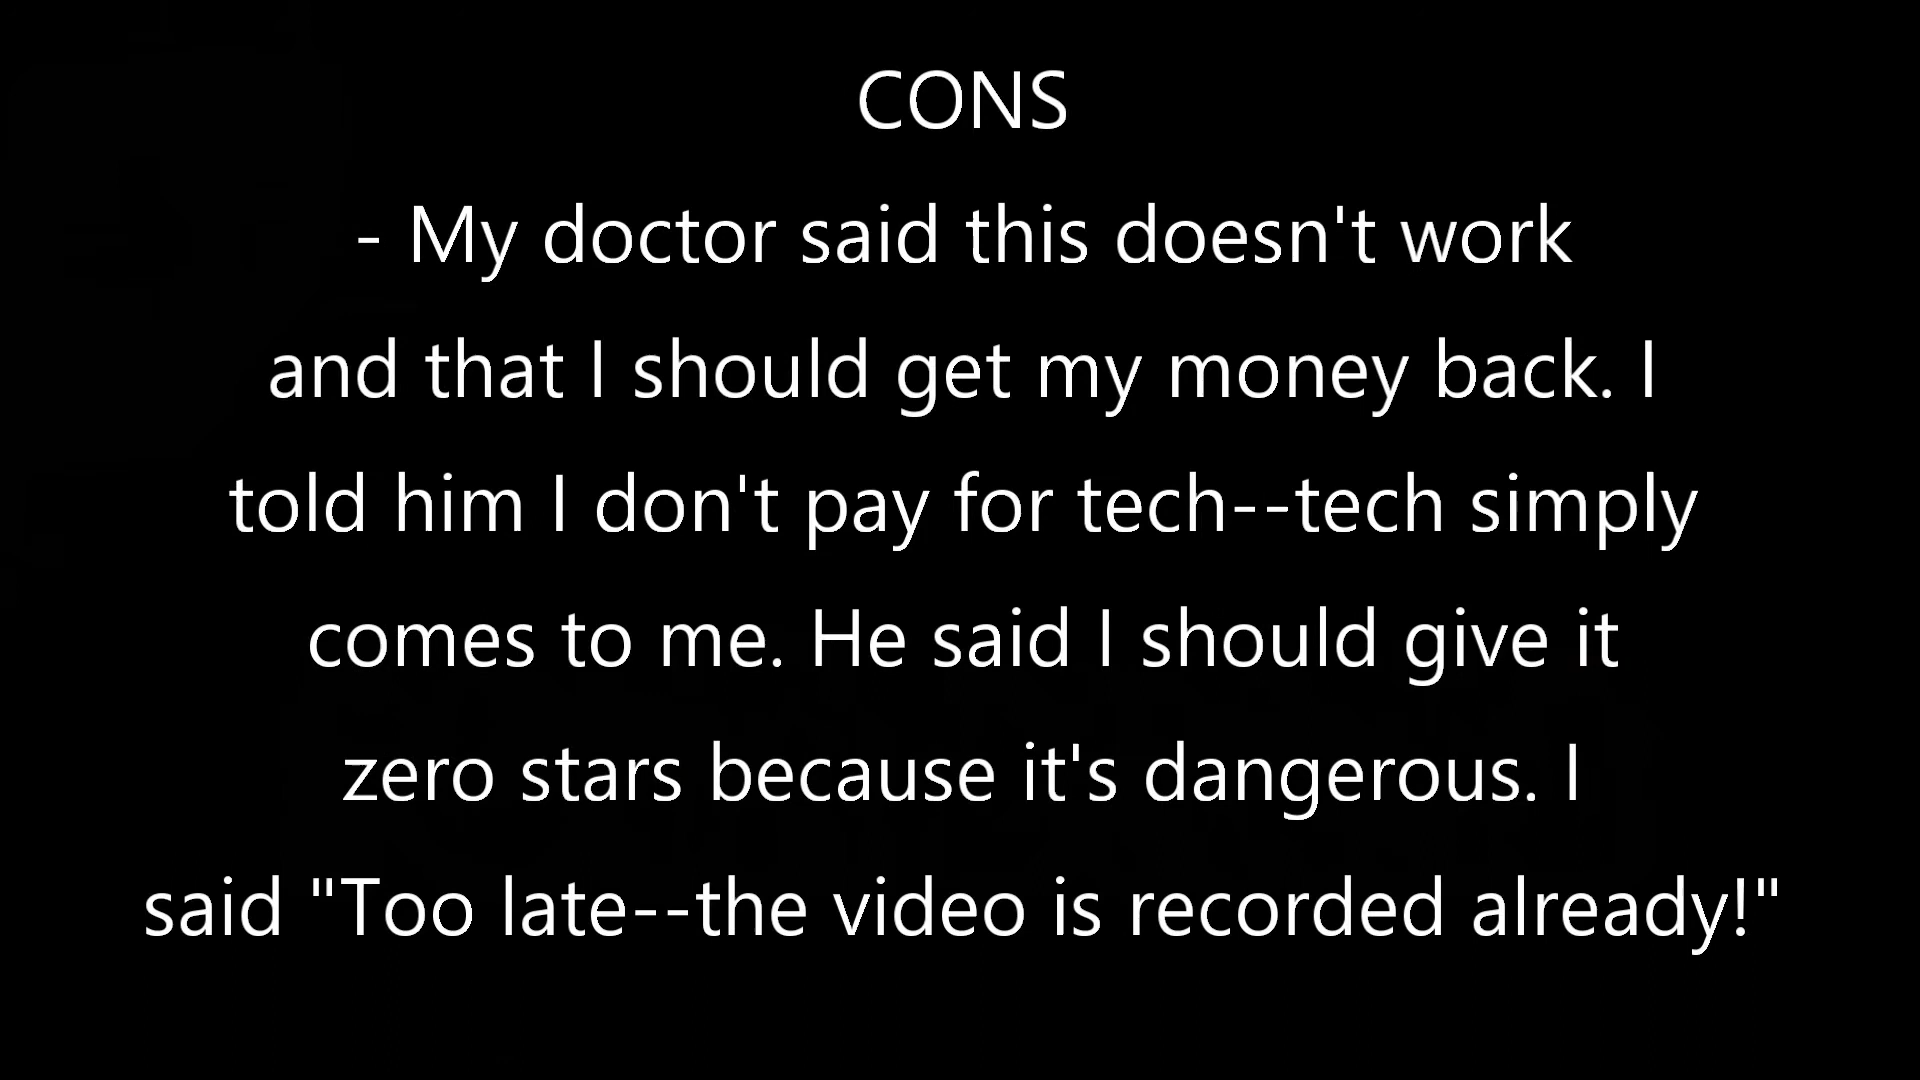 CONS
- My doctor said this doesn't work
and that I should get my money back. I
told him I don't pay for tech--tech simply
comes to me. He said I should give it
zero stars because it's dangerous. I
said "Too late--the video is recorded already!"